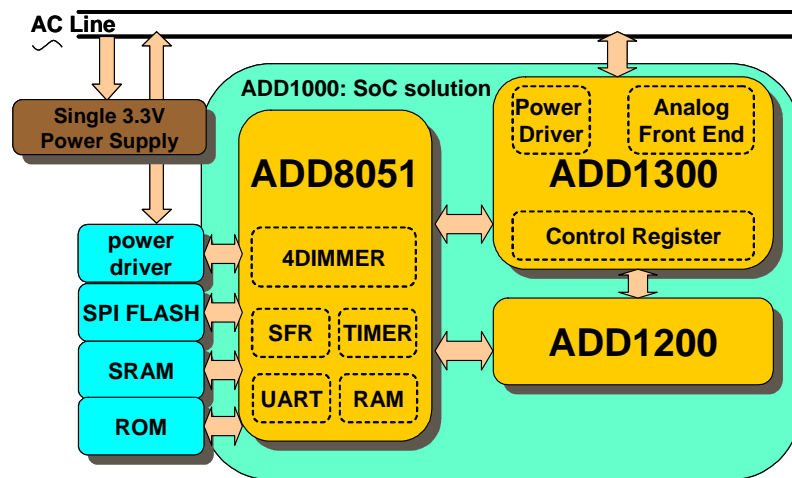 AC Line
ADD1000: SoC solution
Single 3.3V
Power Supply
Power
Driver
Analog
Front End
ADD8051
ADD1300
Control Register
power
driver
4DIMMER
SPI FLASH
SFR
TIMER
ADD1200
SRAM
UART
RAM
ROM